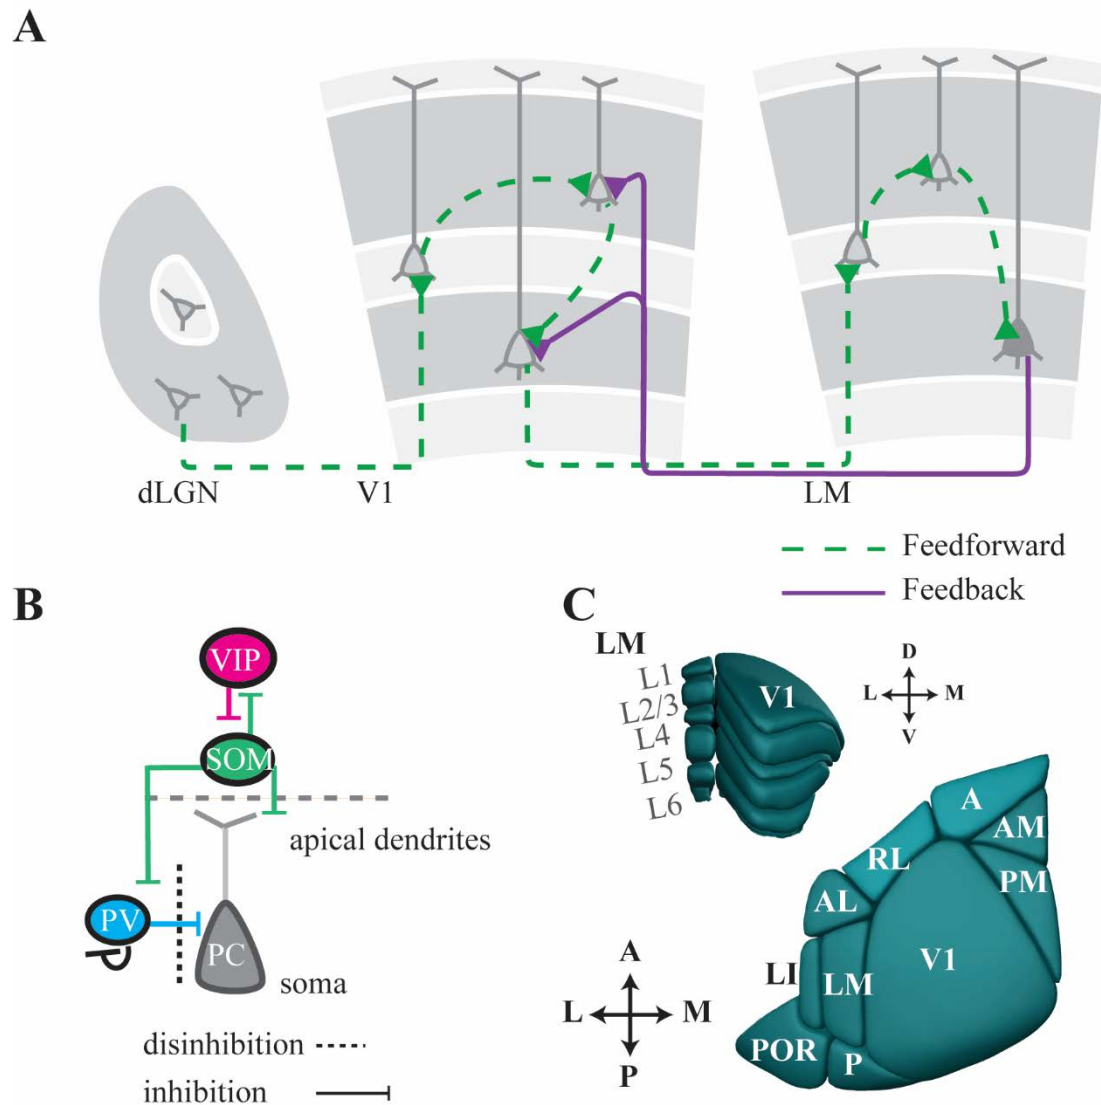 A
dLGN
V1
LM
Feedforward
Feedback
B
VIP
SOM
apical dendrites
PV
PC
soma
disinhibition
inhibition
C
LM
L1
L2/3
L4
L5
L6
V1
D
L M
V
A
AM
RL
PM
AL
V1
LI
LM
POR
P
A
L M
P